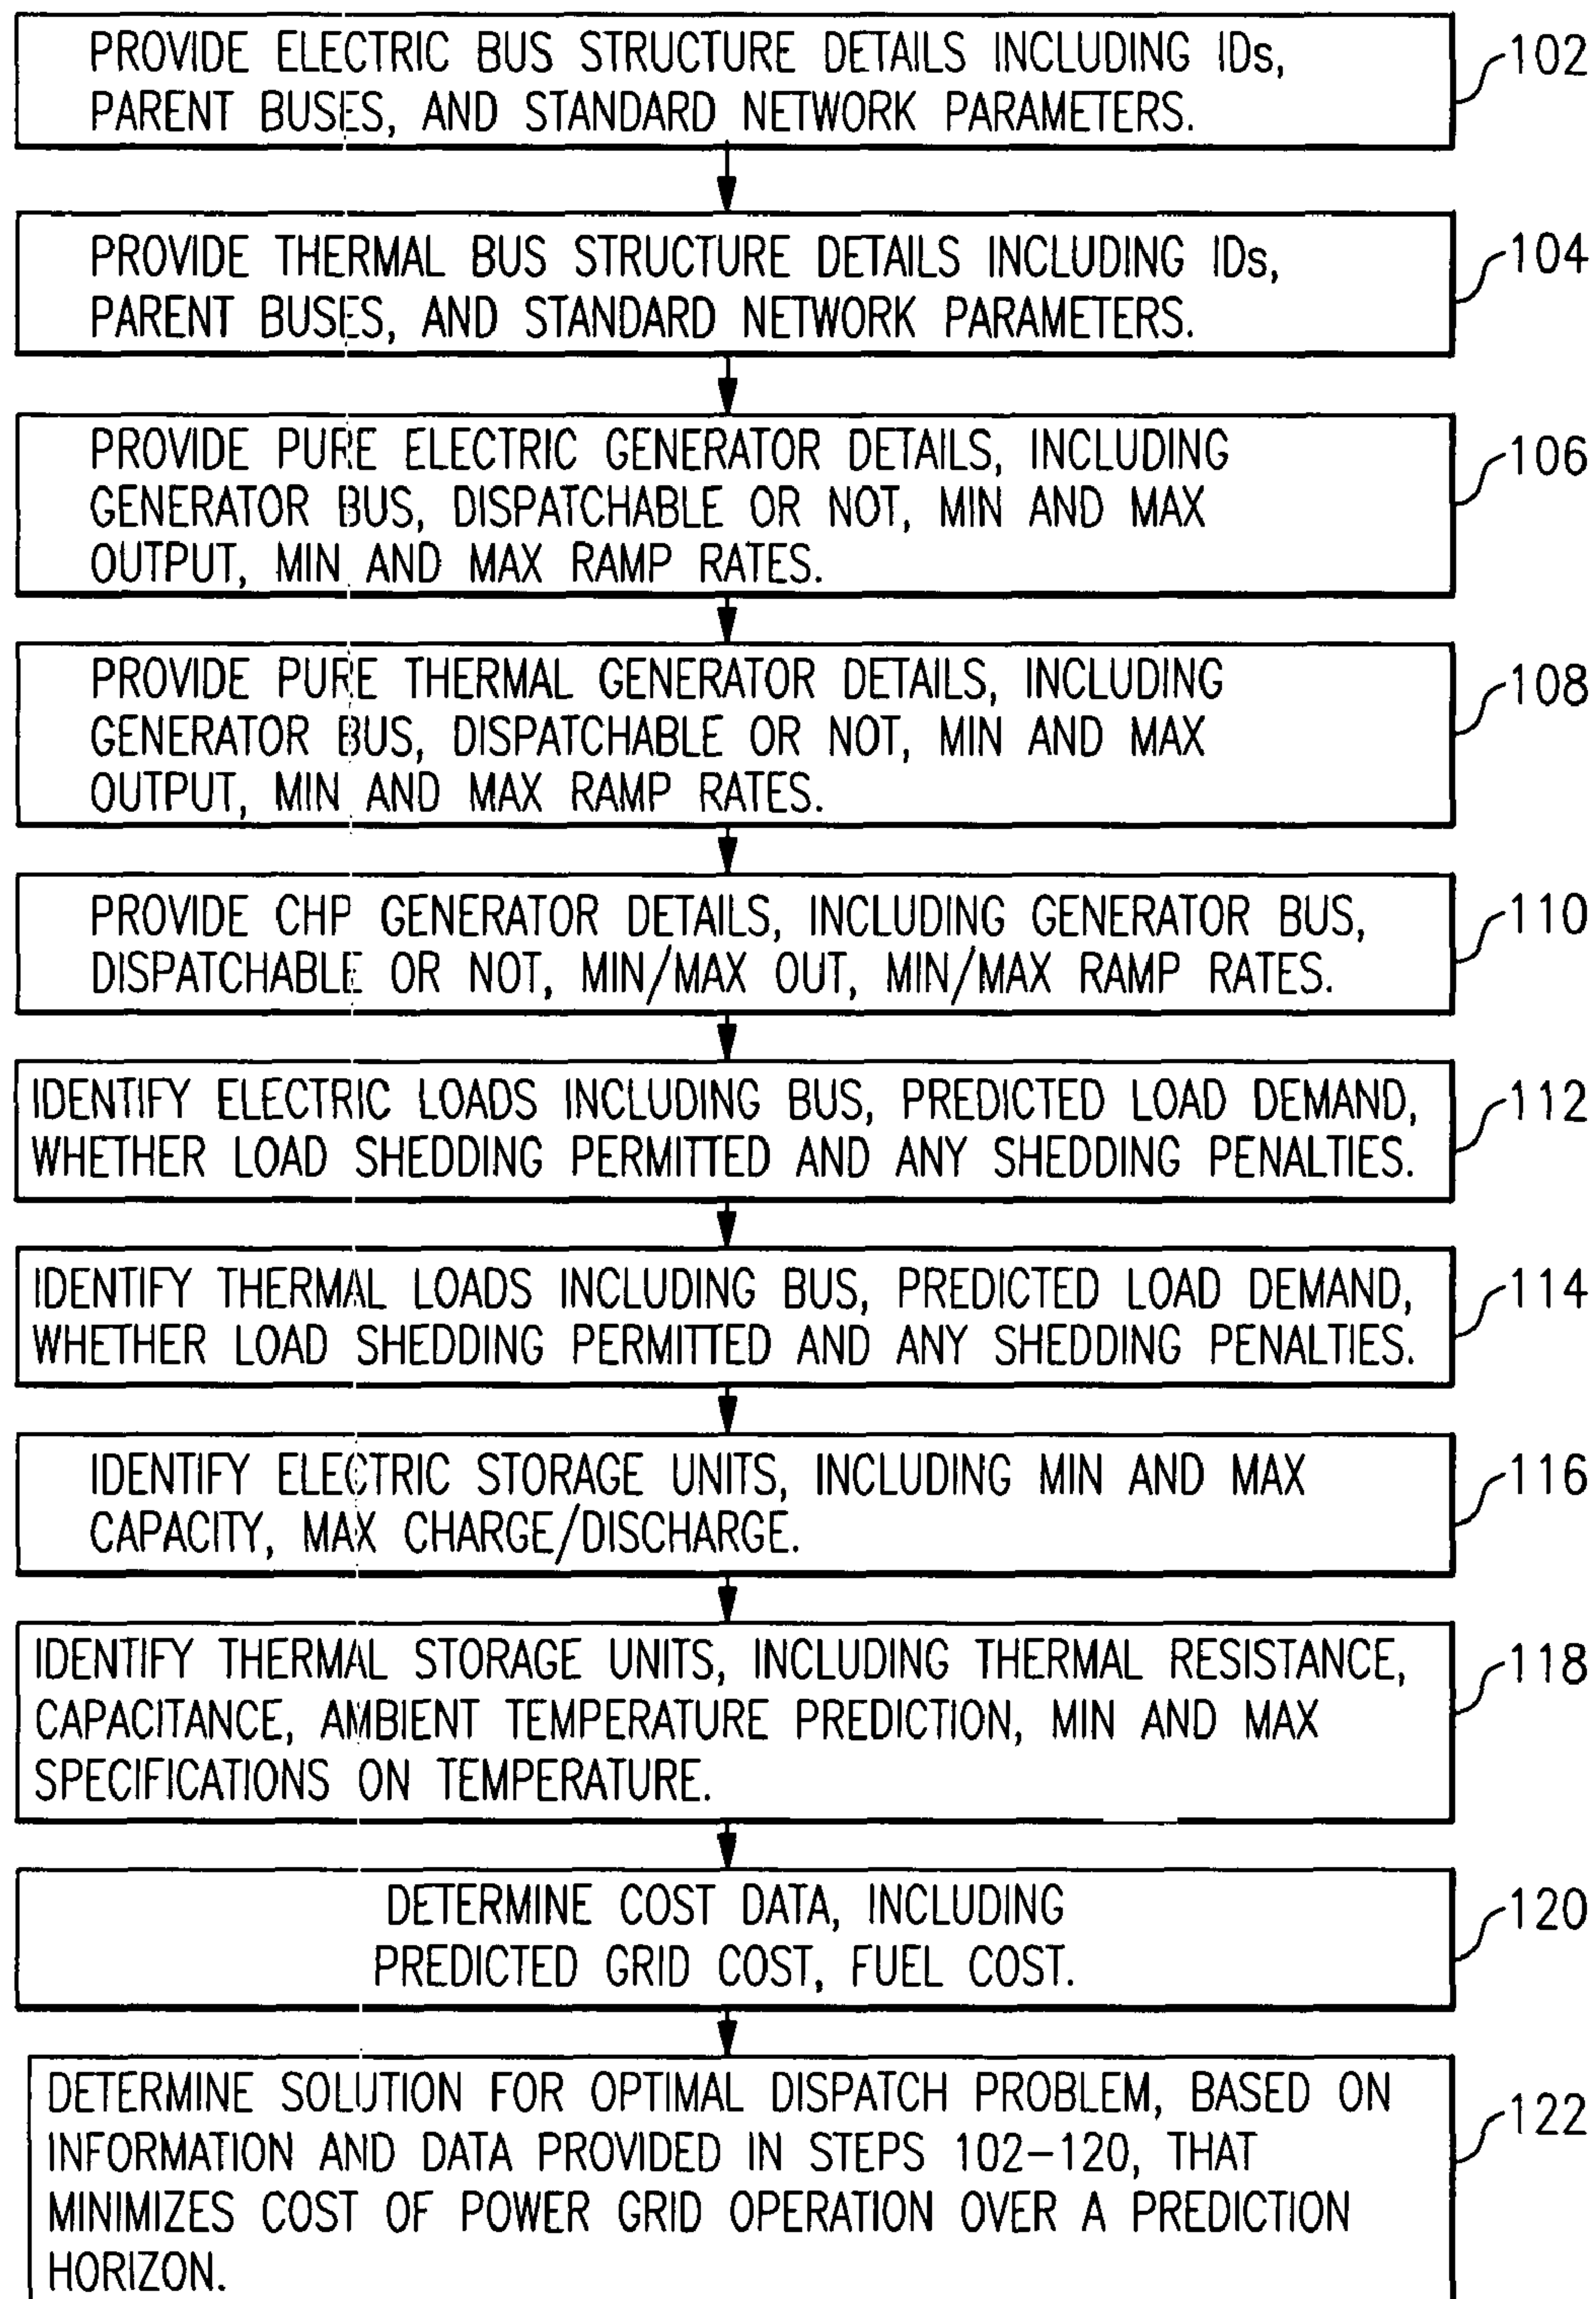 PROVIDE ELECTRIC BUS STRUCTURE DETAILS INCLUDING IDs,
PARENT BUSES, AND STANDARD NETWORK PARAMETERS.
102
PROVIDE THERMAL BUS STRUCTURE DETAILS INCLUDING IDs,
PARENT BUSES, AND STANDARD NETWORK PARAMETERS.
104
PROVIDE PURE ELECTRIC GENERATOR DETAILS, INCLUDING
GENERATOR BUS, DISPATCHABLE OR NOT, MIN AND MAX
OUTPUT, MIN AND MAX RAMP RATES.
106
PROVIDE PURE THERMAL GENERATOR DETAILS, INCLUDING
GENERATOR BUS, DISPATCHABLE OR NOT, MIN AND MAX
OUTPUT, MIN AND MAX RAMP RATES.
108
PROVIDE CHP GENERATOR DETAILS, INCLUDING GENERATOR BUS,
DISPATCHABLE OR NOT, MIN/MAX OUT, MIN/MAX RAMP RATES.
110
IDENTIFY ELECTRIC LOADS INCLUDING BUS, PREDICTED LOAD DEMAND,
WHETHER LOAD SHEDDING PERMITTED AND ANY SHEDDING PENALTIES.
112
IDENTIFY THERMAL LOADS INCLUDING BUS, PREDICTED LOAD DEMAND,
WHETHER LOAD SHEDDING PERMITTED AND ANY SHEDDING PENALTIES.
114
IDENTIFY ELECTRIC STORAGE UNITS, INCLUDING MIN AND MAX
CAPACITY, MAX CHARGE/DISCHARGE.
116
IDENTIFY THERMAL STORAGE UNITS, INCLUDING THERMAL RESISTANCE,
CAPACITANCE, AMBIENT TEMPERATURE PREDICTION, MIN AND MAX
SPECIFICATIONS ON TEMPERATURE.
118
DETERMINE COST DATA, INCLUDING
PREDICTED GRID COST, FUEL COST.
120
DETERMINE SOLUTION FOR OPTIMAL DISPATCH PROBLEM, BASED ON
INFORMATION AND DATA PROVIDED IN STEPS 102-120, THAT
MINIMIZES COST OF POWER GRID OPERATION OVER A PREDICTION
HORIZON.
122